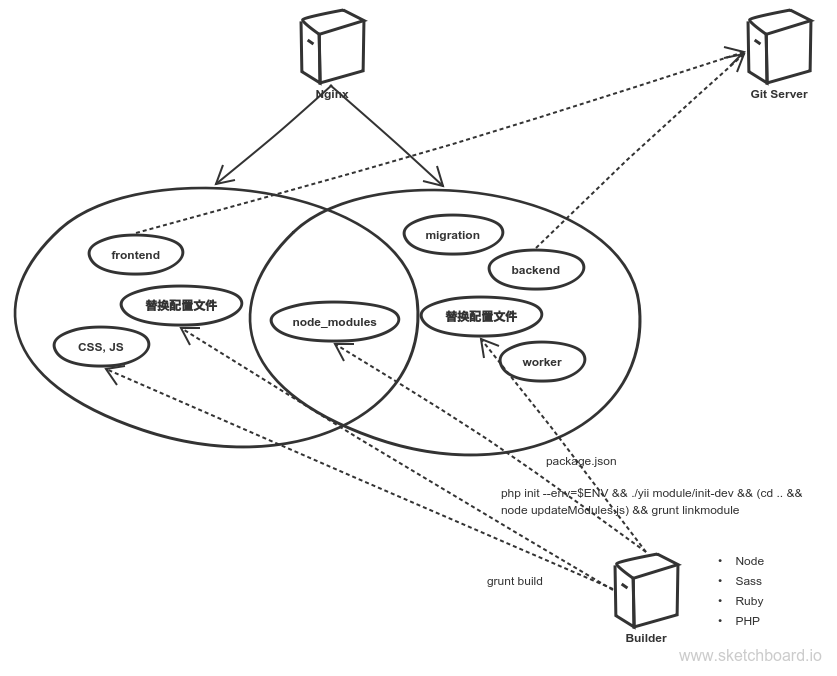 Nginx
Git Server
migration
frontend
backend
替换配置文件
node_modules
替换配置文件
CSS, JS
worker
package.json
php init --env=$ENV && ./yii module/init-dev && (cd .. &&
node updateModules.js) && grunt linkmodule
grunt build
• Node
• Sass
• Ruby
• PHP
Builder
www.sketchboard.io